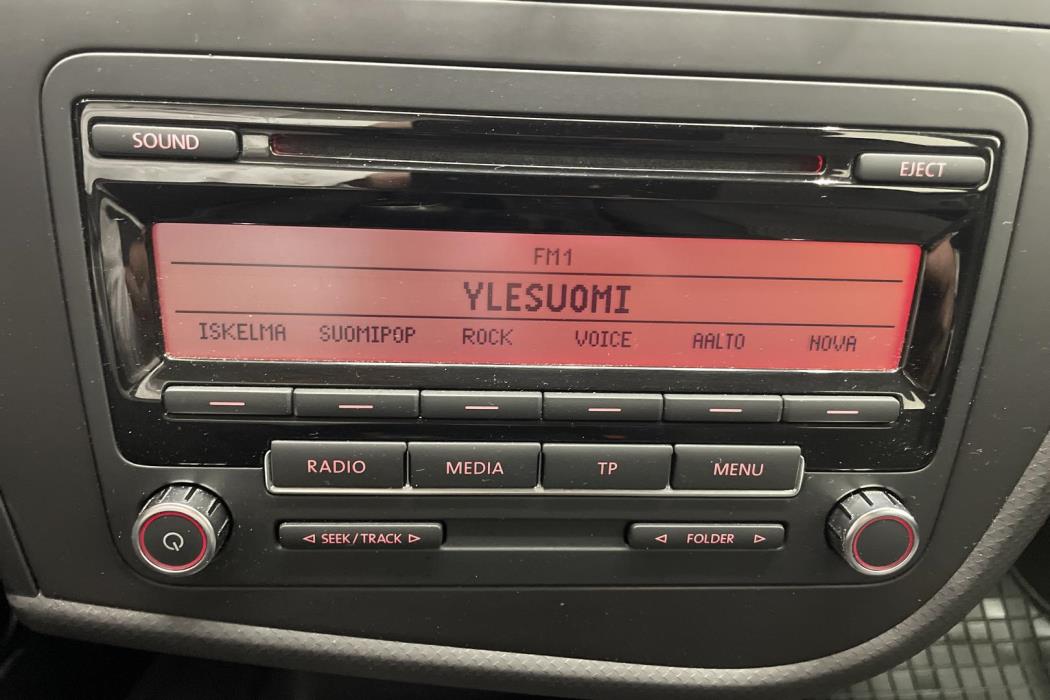 SOUND
EJECT
FM1
YLESUOMI
ISKELMA SUOMIPOP ROCK VOICE AALTO NOVA
RADIO MEDIA TP MENU
SEEK / TRACK FOLDER